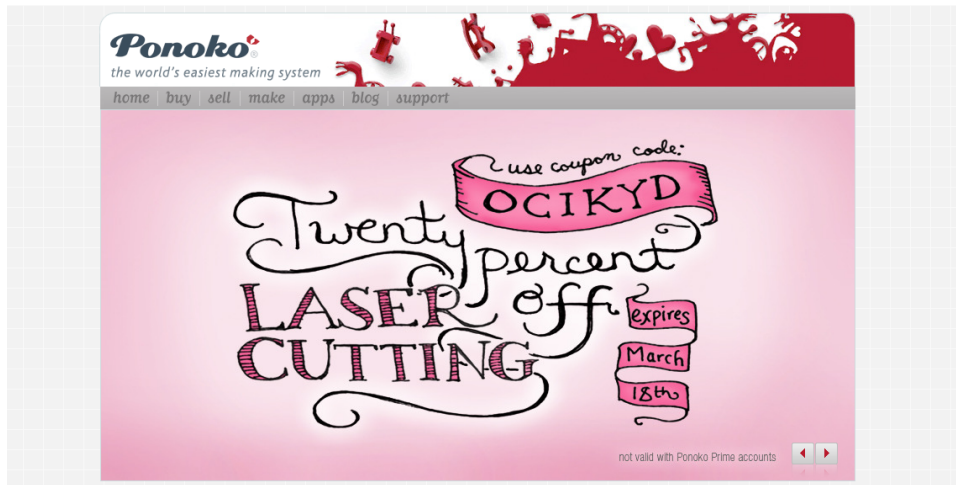 Ponoko
the world's easiest making system
home buy sell make apps blog support
use coupon code:
OCIKYD
Twenty
percent
off
LASER
CUTTING
expires
March
18th
not valid with Ponoko Prime accounts